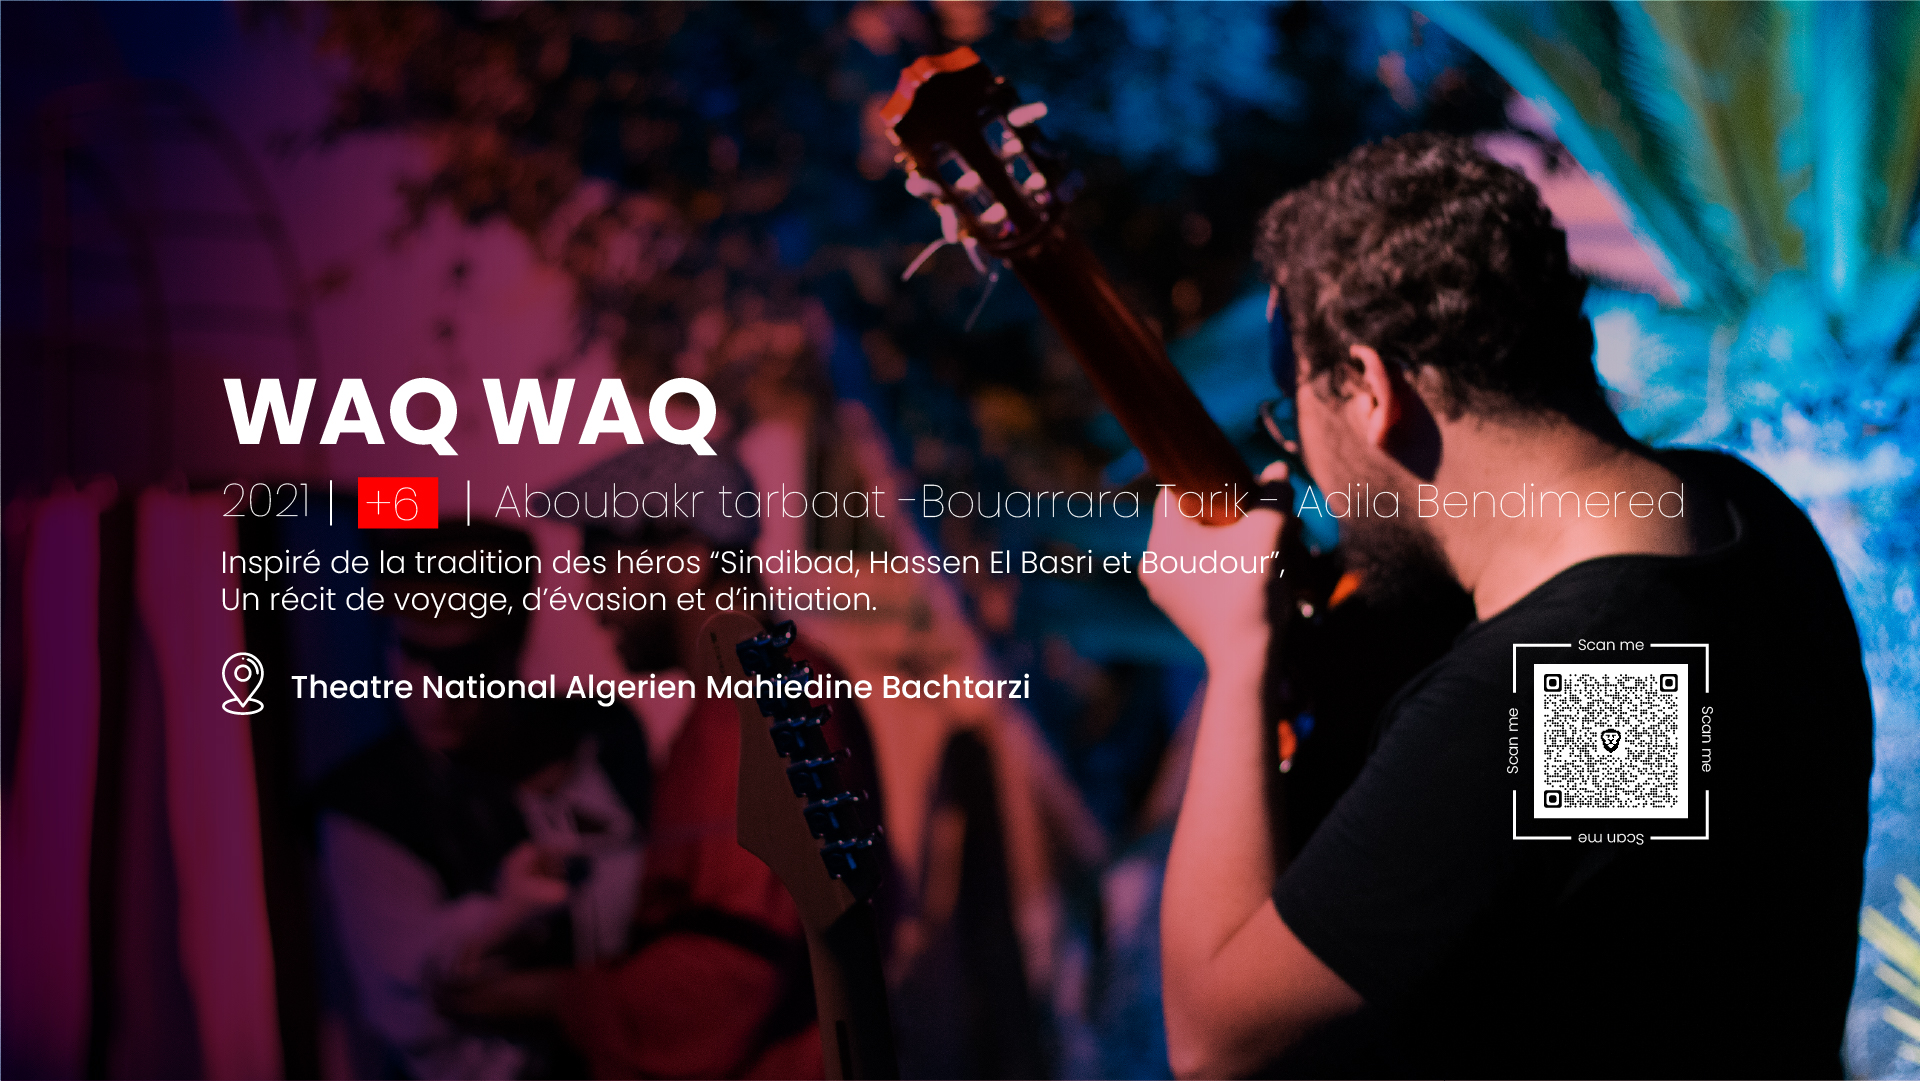 WAQ WAQ
2021 | +6 | Aboubakr tarbaat -Bouarrara Tarik - Adila Bendimered
Inspiré de la tradition des héros “Sindibad, Hassen El Basri et Boudour”,
Un récit de voyage, d’évasion et d’initiation.
Theatre National Algerien Mahiedine Bachtarzi
Scan me
Scan me
Scan me
Scan me